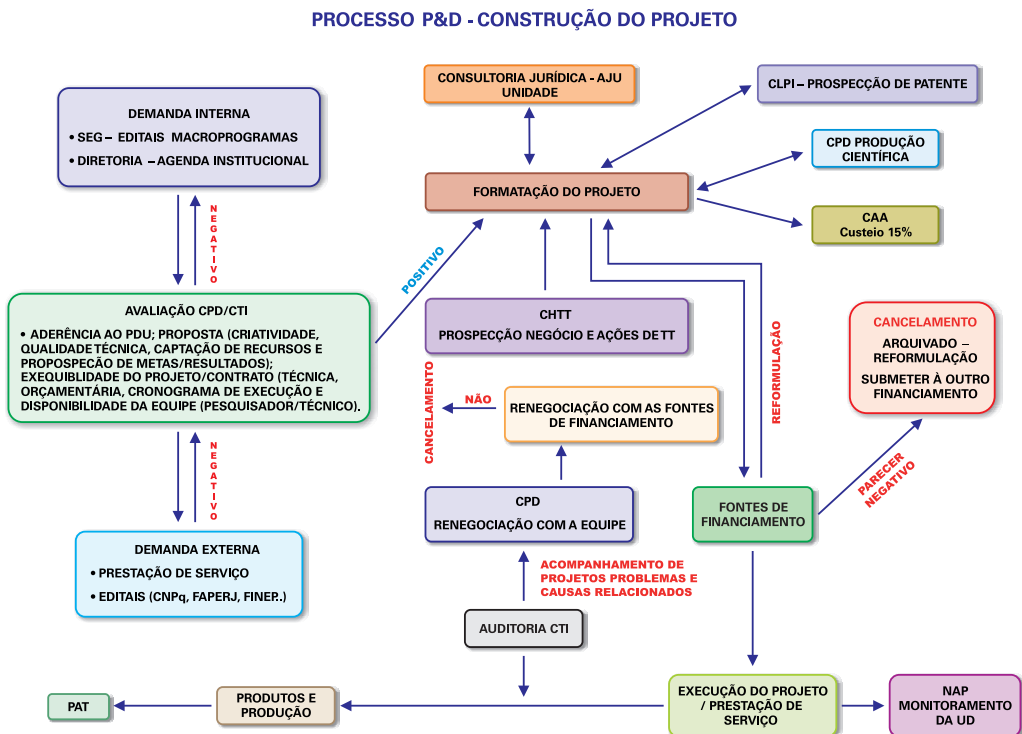 PROCESSO P&D - CONSTRUÇÃO DO PROJETO
DEMANDA INTERNA
• SEG – EDITAIS MACROPROGRAMAS
• DIRETORIA – AGENDA INSTITUCIONAL
CONSULTORIA JURÍDICA - AJU
UNIDADE
CLPI – PROSPECÇÃO DE PATENTE
CPD PRODUÇÃO
CIENTÍFICA
FORMATAÇÃO DO PROJETO
CAA
Custeio 15%
NEGATIVO
POSITIVO
AVALIAÇÃO CPD/CTI
• ADERÊNCIA AO PDU; PROPOSTA (CRIATIVIDADE,
QUALIDADE TÉCNICA, CAPTAÇÃO DE RECURSOS E
PROPOSPECÃO DE METAS/RESULTADOS);
EXEQUIBLIDADE DO PROJETO/CONTRATO (TÉCNICA,
ORÇAMENTÁRIA, CRONOGRAMA DE EXECUÇÃO E
DISPONIBILIDADE DA EQUIPE (PESQUISADOR/TÉCNICO).
CHTT
PROSPECÇÃO NEGÓCIO E AÇÕES DE TT
REFORMULAÇÃO
CANCELAMENTO
ARQUIVADO –
REFORMULAÇÃO
SUBMETER À OUTRO
FINANCIAMENTO
CANCELAMENTO
NÃO
RENEGOCIAÇÃO COM AS FONTES
DE FINANCIAMENTO
NEGATIVO
PARECER
NEGATIVO
CPD
RENEGOCIAÇÃO COM A EQUIPE
FONTES DE
FINANCIAMENTO
DEMANDA EXTERNA
• PRESTAÇÃO DE SERVIÇO
• EDITAIS (CNPq, FAPERJ, FINEP..)
ACOMPANHAMENTO DE
PROJETOS PROBLEMAS E
CAUSAS RELACIONADOS
AUDITORIA CTI
PAT
PRODUTOS E
PRODUÇÃO
EXECUÇÃO DO PROJETO
/ PRESTAÇÃO DE
SERVIÇO
NAP
MONITORAMENTO
DA UD